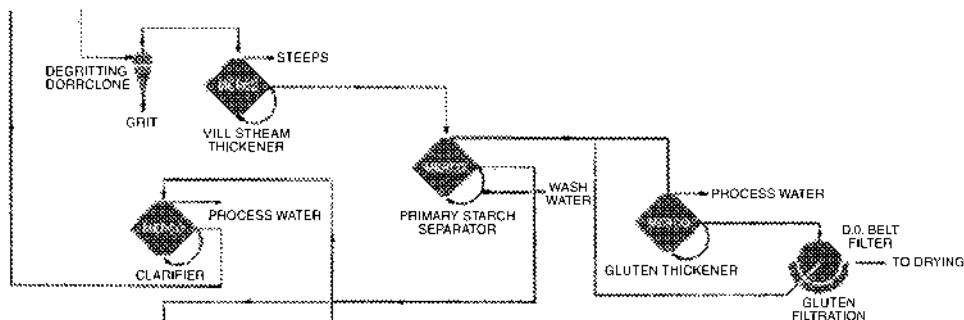 STEEPS
DEGRITTING
DORRCLONE
GRIT
VILL STREAM
THICKENER
WASH
WATER
PROCESS WATER
PRIMARY STARCH
SEPARATOR
PROCESS WATER
D.O. BELT
FILTER
CLARIFIER
GLUTEN THICKENER
TO DRYING
GLUTEN
FILTRATION